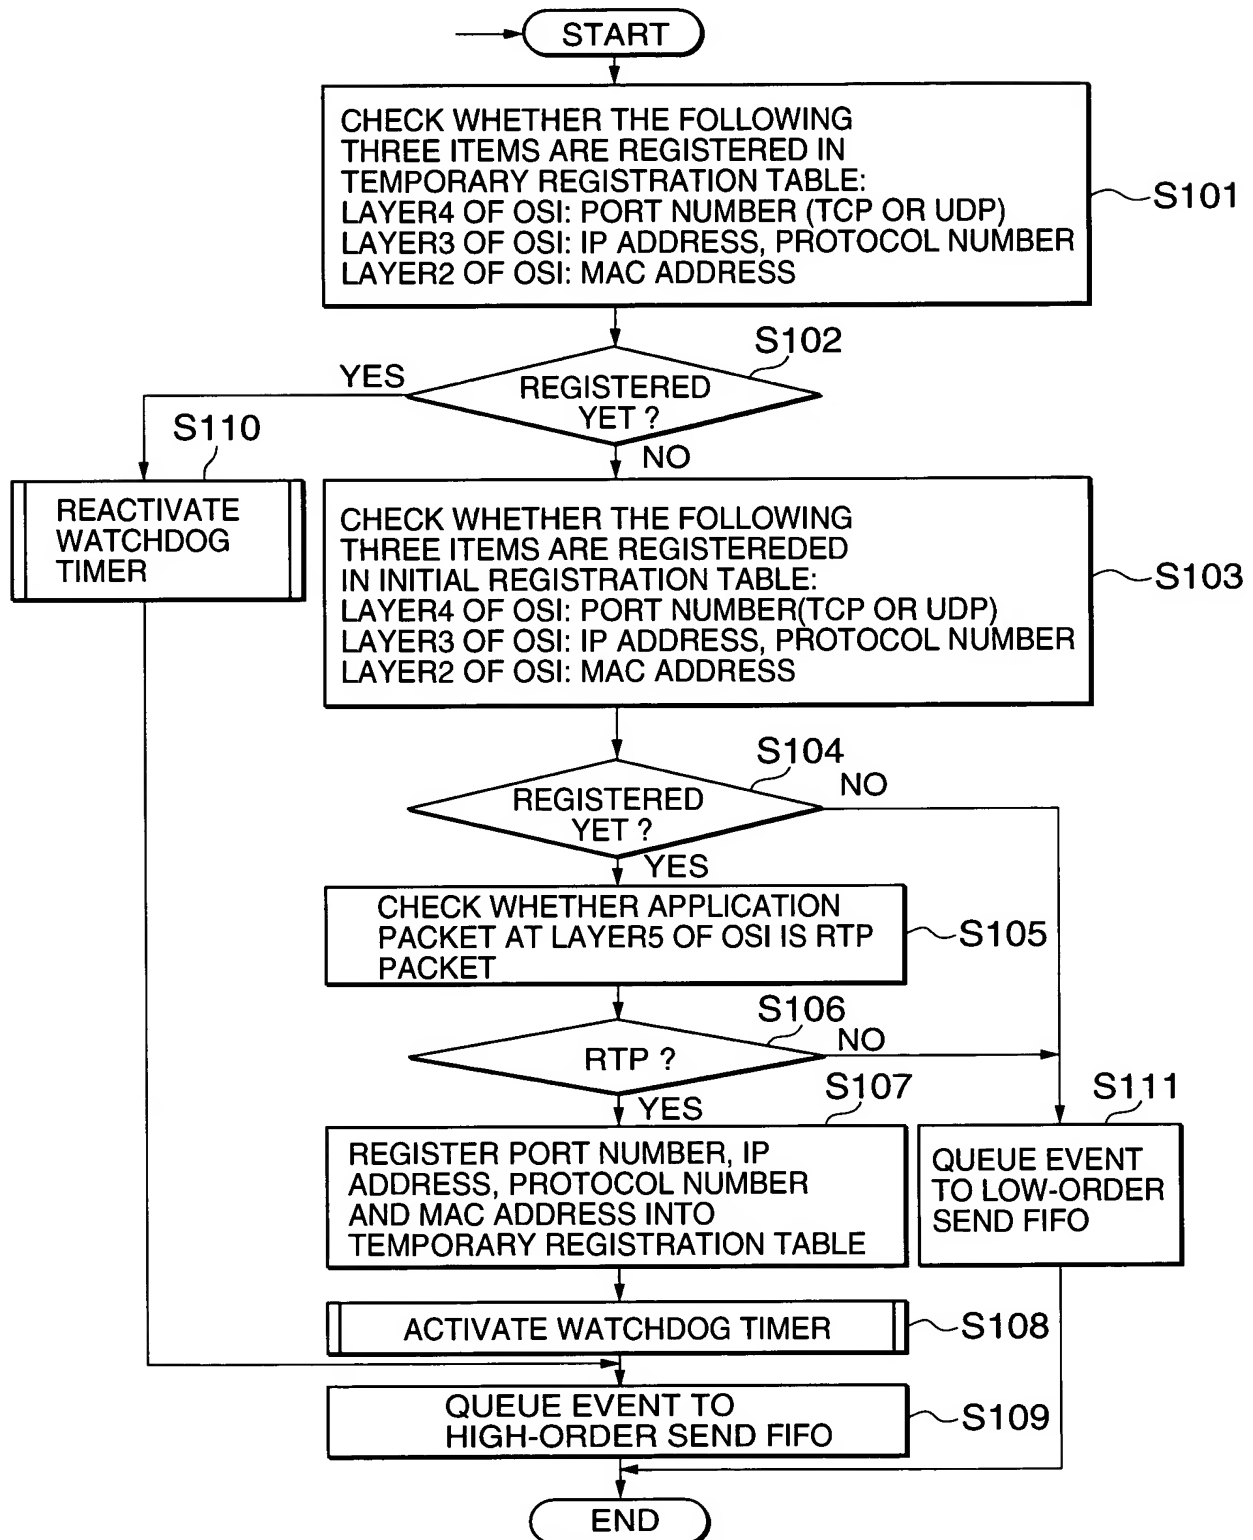 START
CHECK WHETHER THE FOLLOWING
THREE ITEMS ARE REGISTERED IN
TEMPORARY REGISTRATION TABLE:
LAYER4 OF OSI: PORT NUMBER (TCP OR UDP)
LAYER3 OF OSI: IP ADDRESS, PROTOCOL NUMBER
LAYER2 OF OSI: MAC ADDRESS
S101
S102
YES
REGISTERED
YET ?
NO
S110
REACTIVATE
WATCHDOG
TIMER
CHECK WHETHER THE FOLLOWING
THREE ITEMS ARE REGISTEREDED
IN INITIAL REGISTRATION TABLE:
LAYER4 OF OSI: PORT NUMBER(TCP OR UDP)
LAYER3 OF OSI: IP ADDRESS, PROTOCOL NUMBER
LAYER2 OF OSI: MAC ADDRESS
S103
S104
NO
REGISTERED
YET ?
YES
CHECK WHETHER APPLICATION
PACKET AT LAYER5 OF OSI IS RTP
PACKET
S105
S106
RTP ?
NO
YES
S107
REGISTER PORT NUMBER, IP
ADDRESS, PROTOCOL NUMBER
AND MAC ADDRESS INTO
TEMPORARY REGISTRATION TABLE
S111
QUEUE EVENT
TO LOW-ORDER
SEND FIFO
ACTIVATE WATCHDOG TIMER
S108
QUEUE EVENT TO
HIGH-ORDER SEND FIFO
S109
END